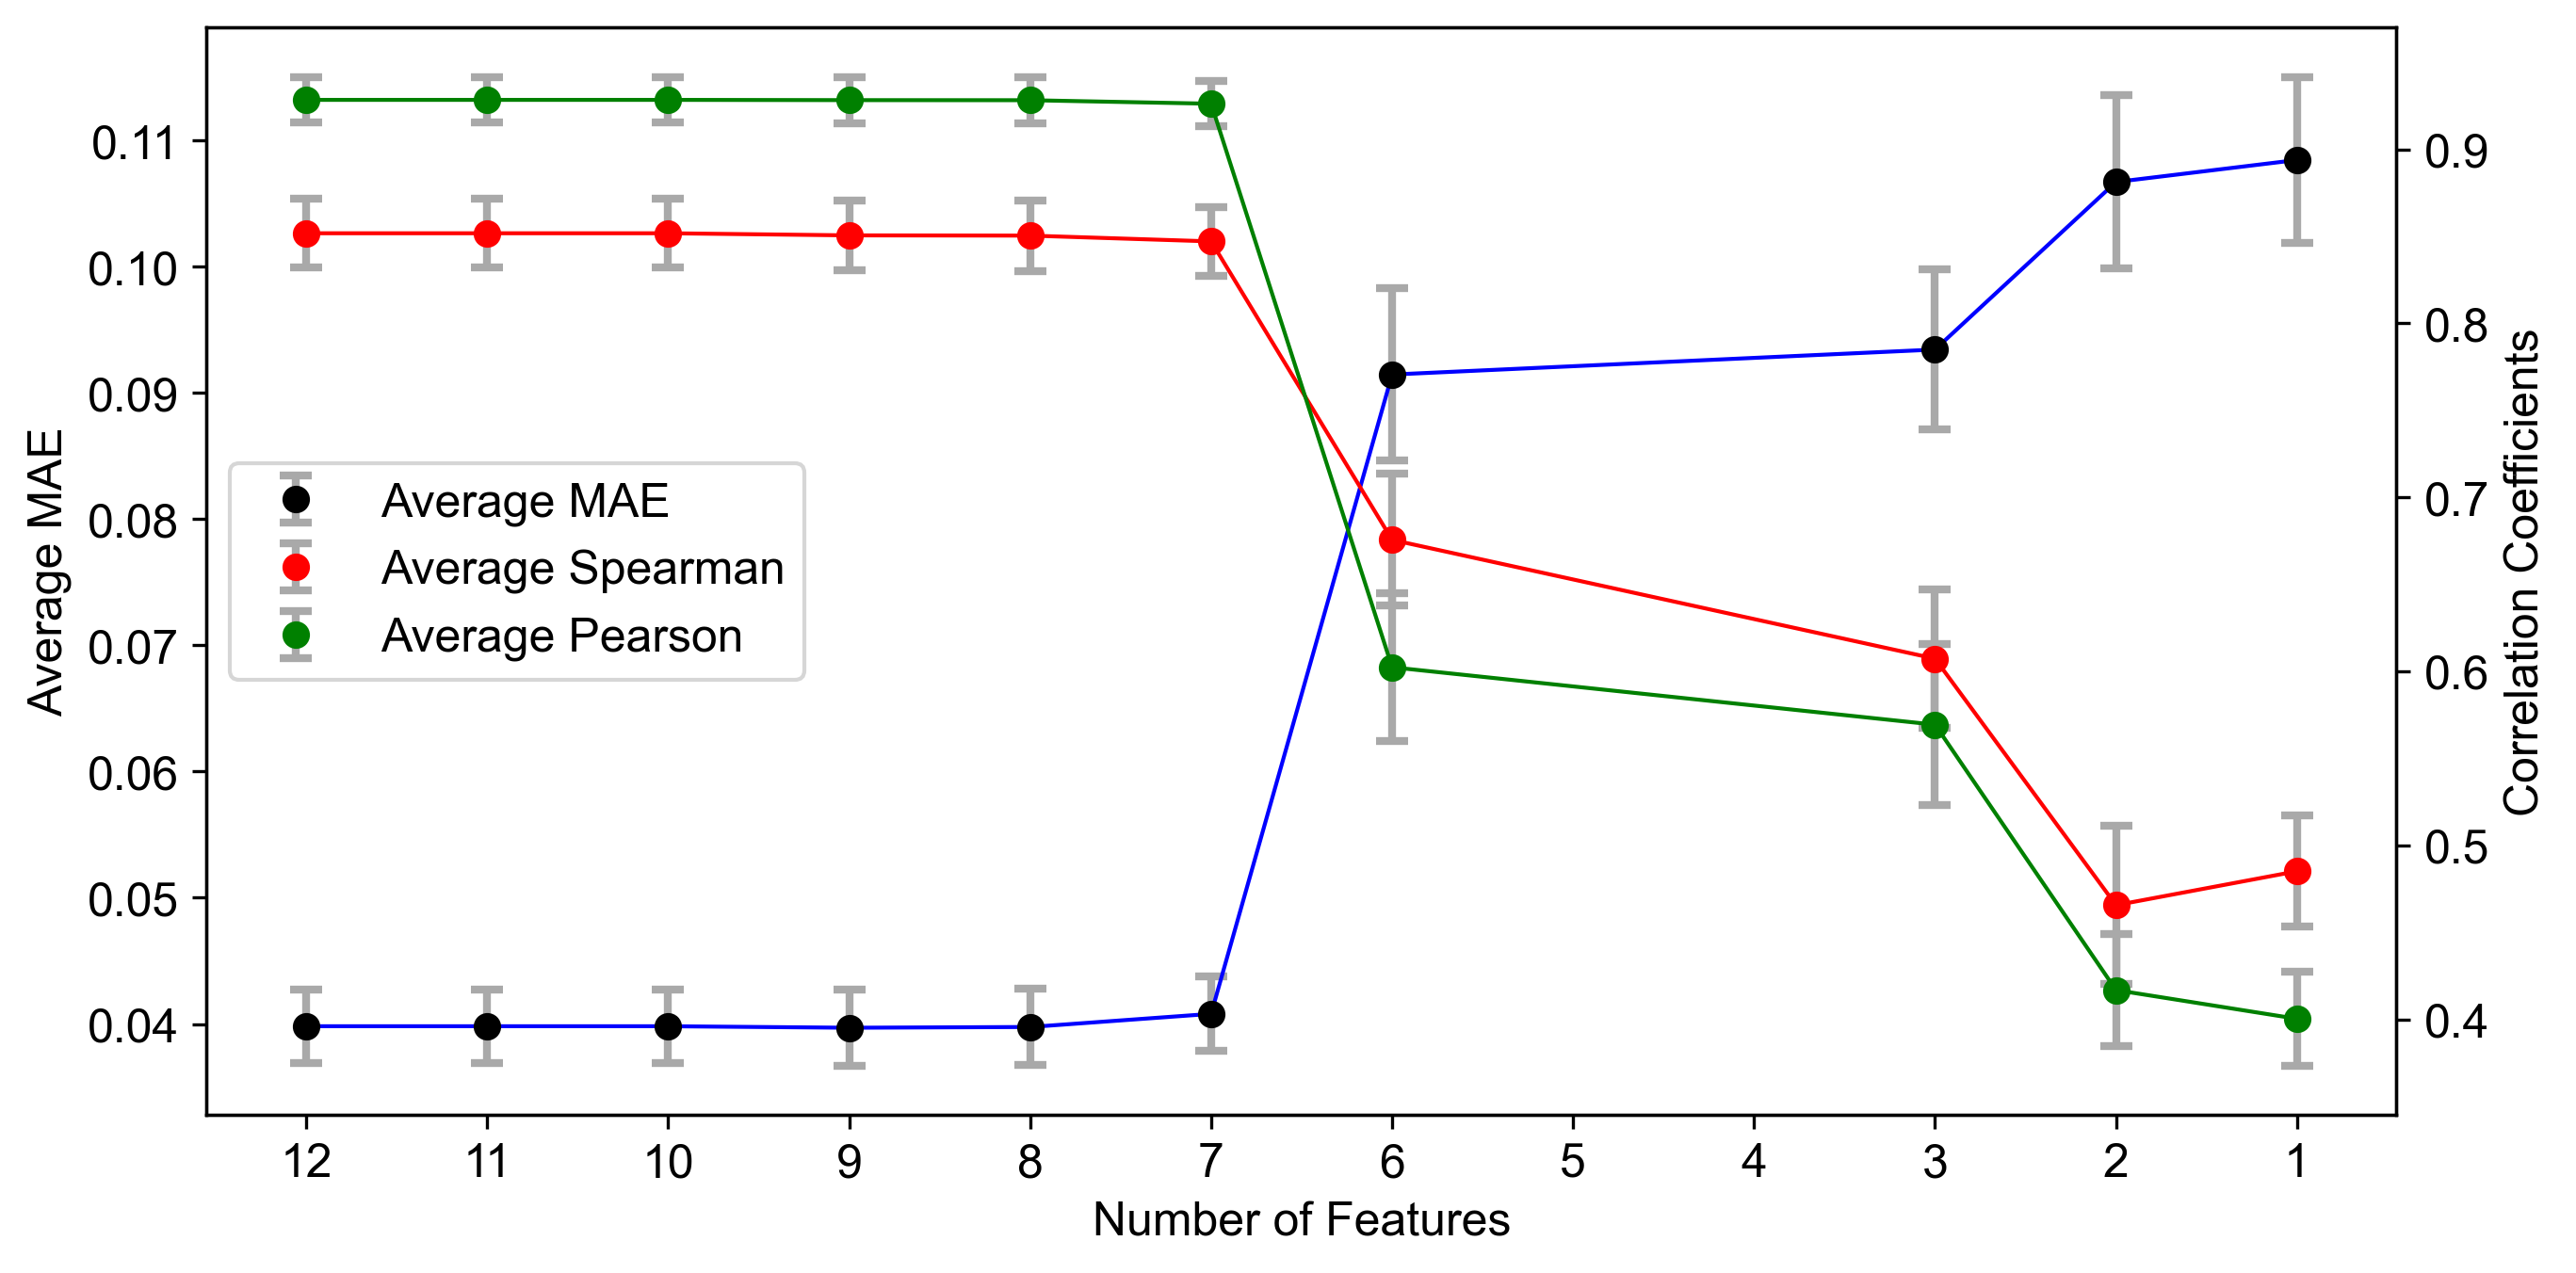 Average MAE
0.11
0.10
0.09
0.08
0.07
0.06
0.05
0.04
Average MAE
Average Spearman
Average Pearson
0.9
0.8
0.7
0.6
0.5
0.4
Correlation Coefficients
12 11 10 9 8 7 6 5 4 3 2 1
Number of Features